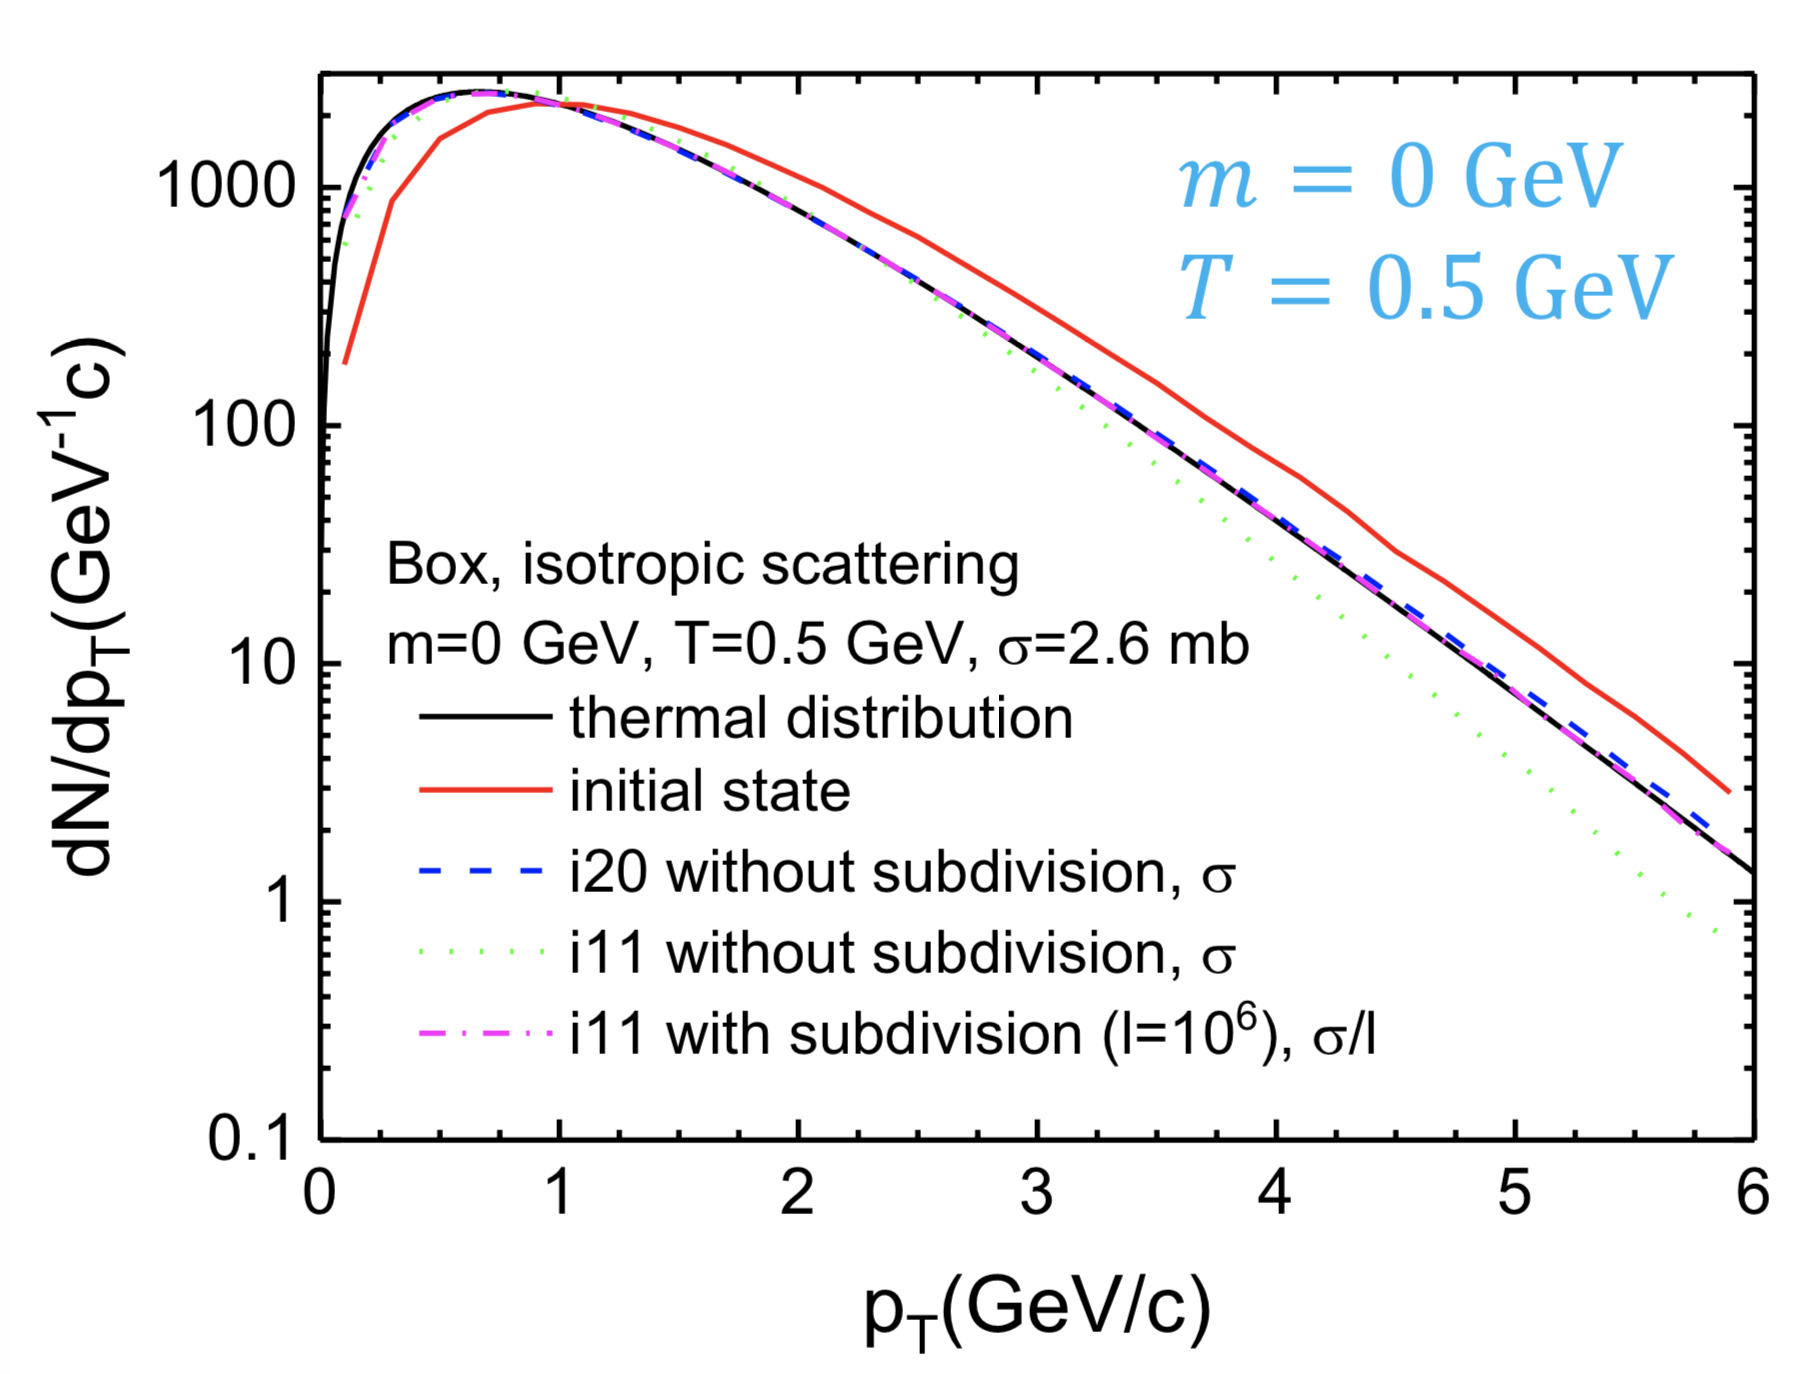 m = 0 GeV
T = 0.5 GeV
dN/dp_T(GeV^-1c)
1000
100
10
1
0.1
Box, isotropic scattering
m=0 GeV, T=0.5 GeV, σ=2.6 mb
thermal distribution
initial state
i20 without subdivision, σ
i11 without subdivision, σ
i11 with subdivision (l=10^6), σ/l
0 1 2 3 4 5 6
p_T(GeV/c)